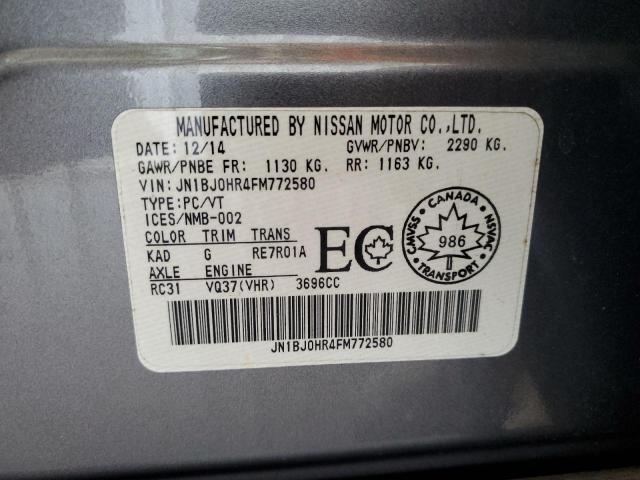 MANUFACTURED BY NISSAN MOTOR CO.,LTD.
DATE: 12/14 GVWR/PNBV: 2290 KG.
GAWR/PNBE FR: 1130 KG. RR: 1163 KG.
VIN: JN1BJ0HR4FM772580
TYPE: PC/VT
ICES/NMB-002
COLOR TRIM TRANS
KAD G RE7R01A
AXLE ENGINE
RC31 VQ37(VHR) 3696CC
EC
CANADA
CMVSS NSVAC
986
TRANSPORT
JN1BJ0HR4FM772580